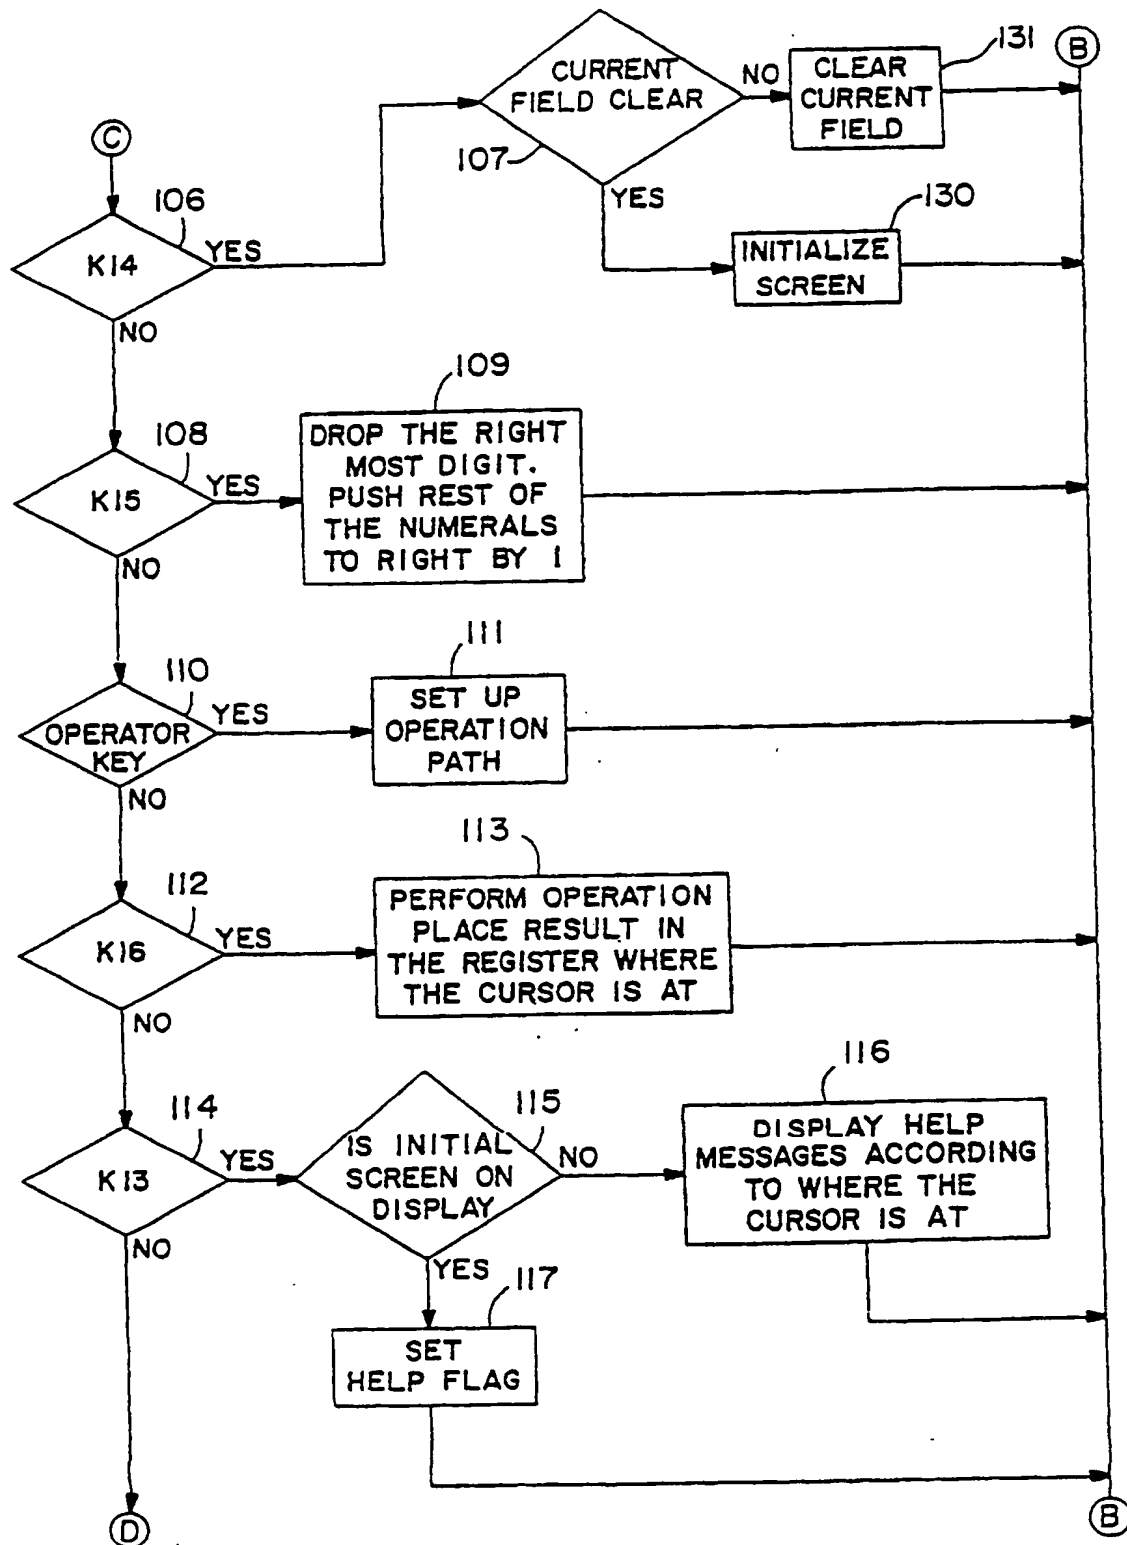 CURRENT
FIELD CLEAR
107
NO
CLEAR
CURRENT
FIELD
131
B
YES
INITIALIZE
SCREEN
130
C
106
K14
YES
NO
108
K15
YES
109
DROP THE RIGHT
MOST DIGIT.
PUSH REST OF
THE NUMERALS
TO RIGHT BY 1
NO
110
OPERATOR
KEY
YES
111
SET UP
OPERATION
PATH
NO
112
K16
YES
113
PERFORM OPERATION
PLACE RESULT IN
THE REGISTER WHERE
THE CURSOR IS AT
NO
114
K13
YES
115
IS INITIAL
SCREEN ON
DISPLAY
NO
116
DISPLAY HELP
MESSAGES ACCORDING
TO WHERE THE
CURSOR IS AT
NO
YES
117
SET
HELP FLAG
D
B